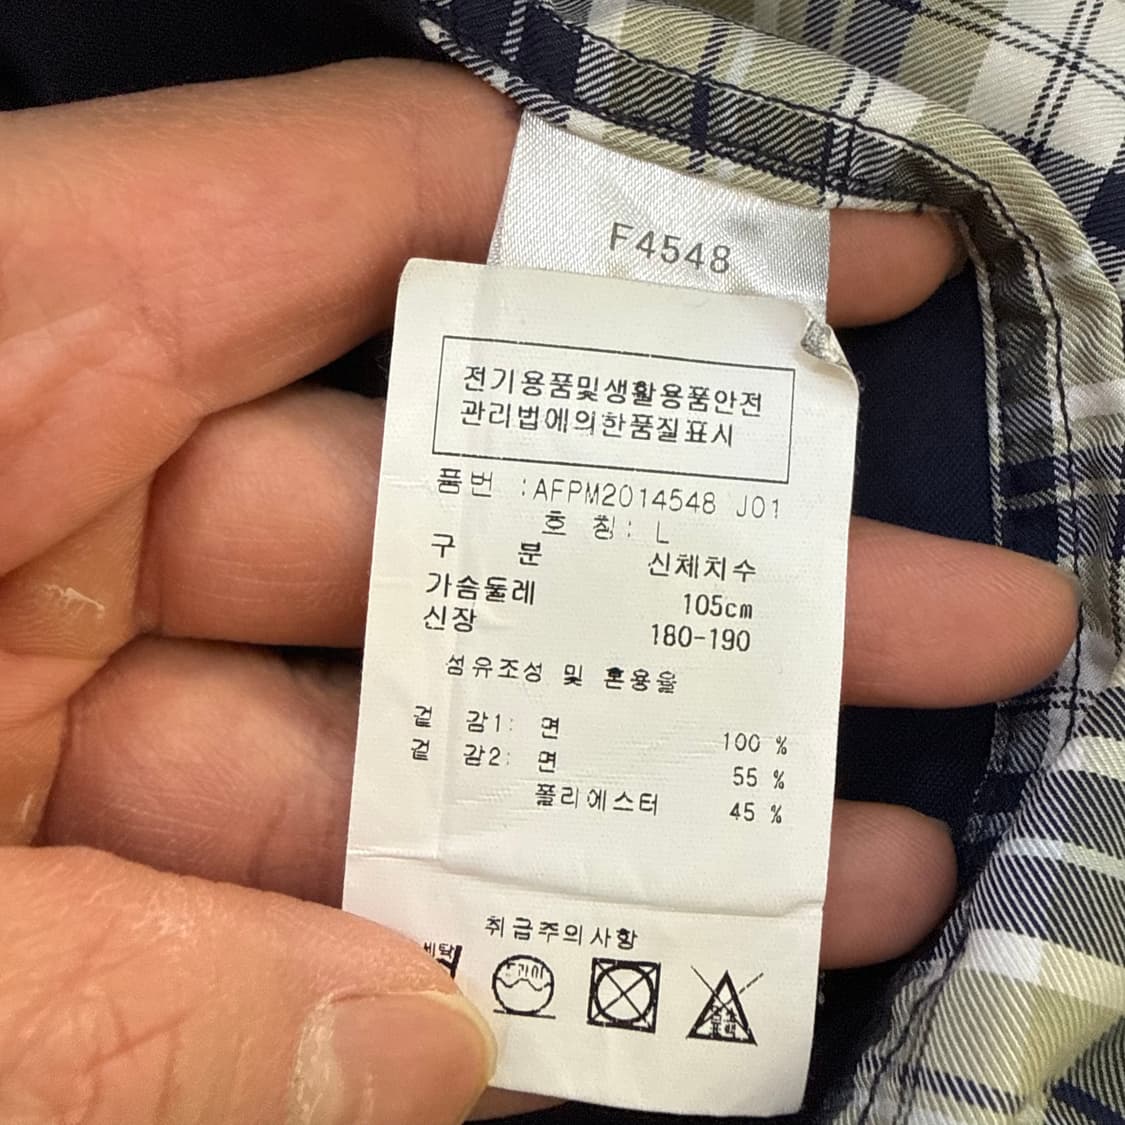 F4548
전기용품및생활용품안전
관리법에의한품질표시
품번 :AFPM2014548 J01
호 칭: L
구 분 신체치수
가슴둘레 105cm
신장 180-190
섬유조성 및 혼용율
겉 감1: 면 100 %
겉 감2: 면 55 %
폴리에스터 45 %
취급주의사항
드라이